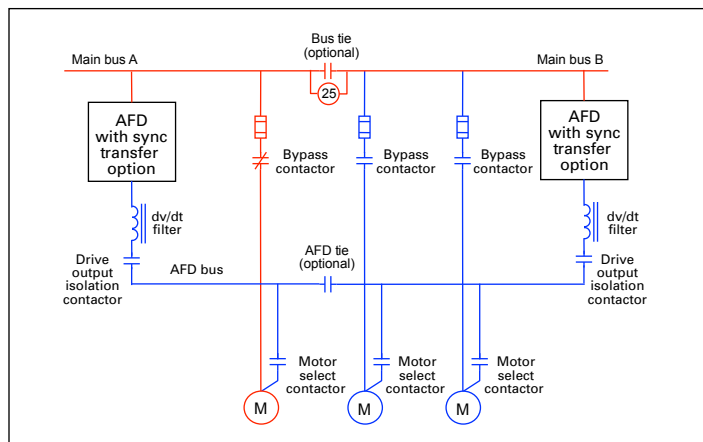 Bus tie
(optional)
Main bus A
Main bus B
25
AFD
with sync
transfer
option
AFD
with sync
transfer
option
Bypass
contactor
Bypass
contactor
Bypass
contactor
dv/dt
filter
dv/dt
filter
Drive
output
isolation
contactor
AFD bus
AFD tie
(optional)
Drive
output
isolation
contactor
Motor
select
contactor
Motor
select
contactor
Motor
select
contactor
M
M
M